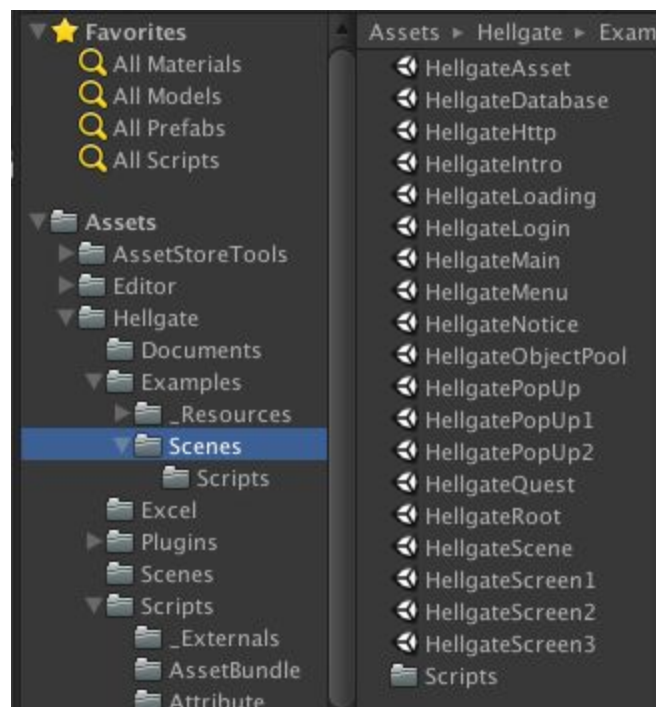 Favorites
All Materials
All Models
All Prefabs
All Scripts
Assets
AssetStoreTools
Editor
Hellgate
Documents
Examples
_Resources
Scenes
Scripts
Excel
Plugins
Scenes
Scripts
_Externals
AssetBundle
Attribute
Assets ▸ Hellgate ▸ Exam
HellgateAsset
HellgateDatabase
HellgateHttp
HellgateIntro
HellgateLoading
HellgateLogin
HellgateMain
HellgateMenu
HellgateNotice
HellgateObjectPool
HellgatePopUp
HellgatePopUp1
HellgatePopUp2
HellgateQuest
HellgateRoot
HellgateScene
HellgateScreen1
HellgateScreen2
HellgateScreen3
Scripts